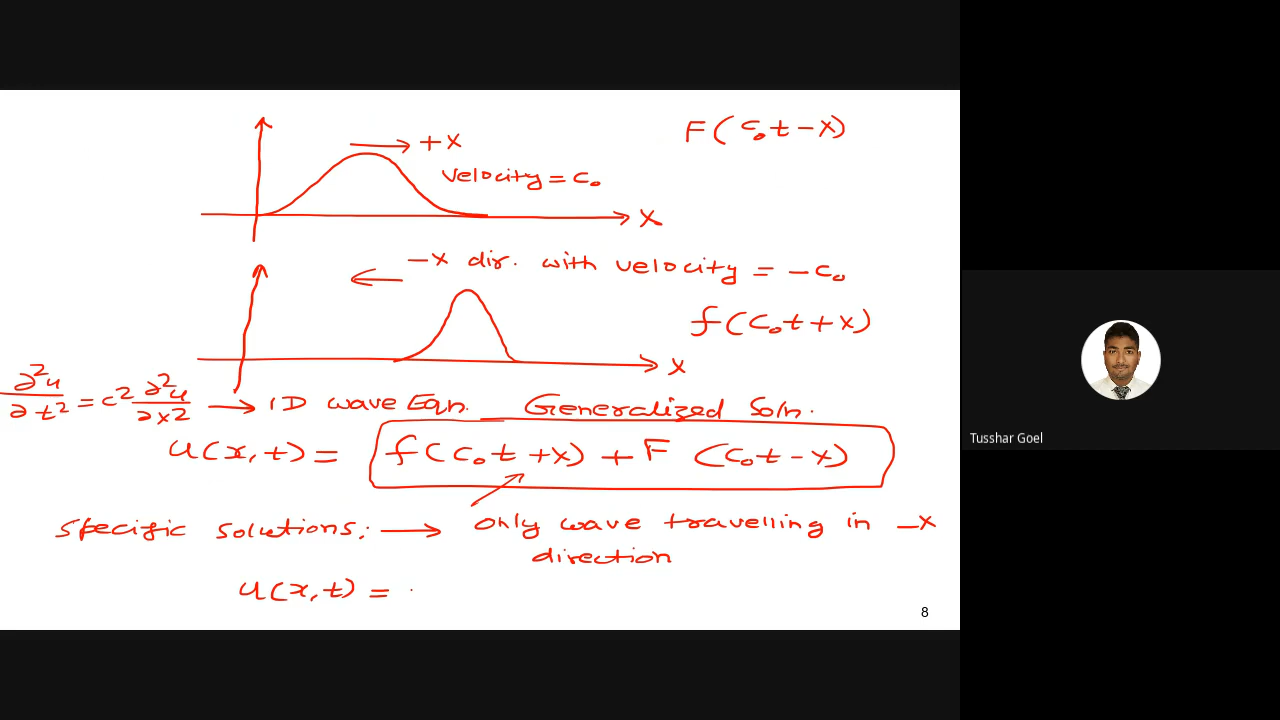 F(c₀t-x)
→ +x
velocity = c₀
x
-x dir. with velocity = -c₀
f(c₀t+x)
x
∂²u/∂t² = c² ∂²u/∂x² → 1D wave Eqn. Generalized Soln.
u(x,t) = f(c₀t+x) + F (c₀t-x)
specific solutions: → only wave travelling in -x
direction
u(x,t) =
8
Tusshar Goel